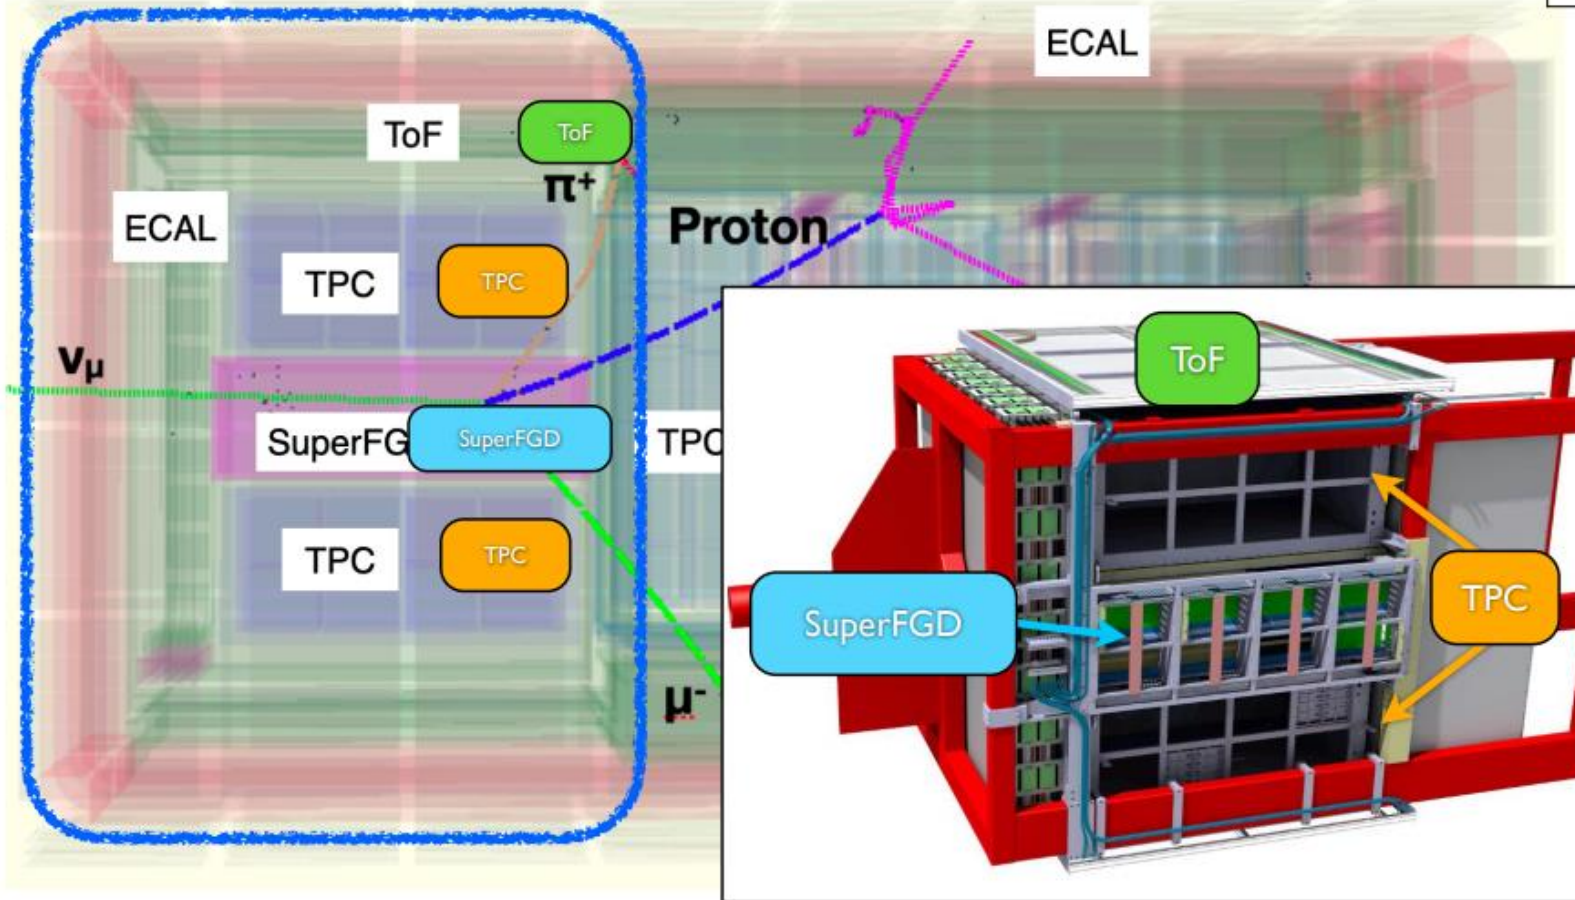 ECAL
ToF
ToF
π+
ECAL
Proton
TPC
TPC
νμ
SuperFG
SuperFGD
TPC
TPC
TPC
μ-
ToF
SuperFGD
TPC